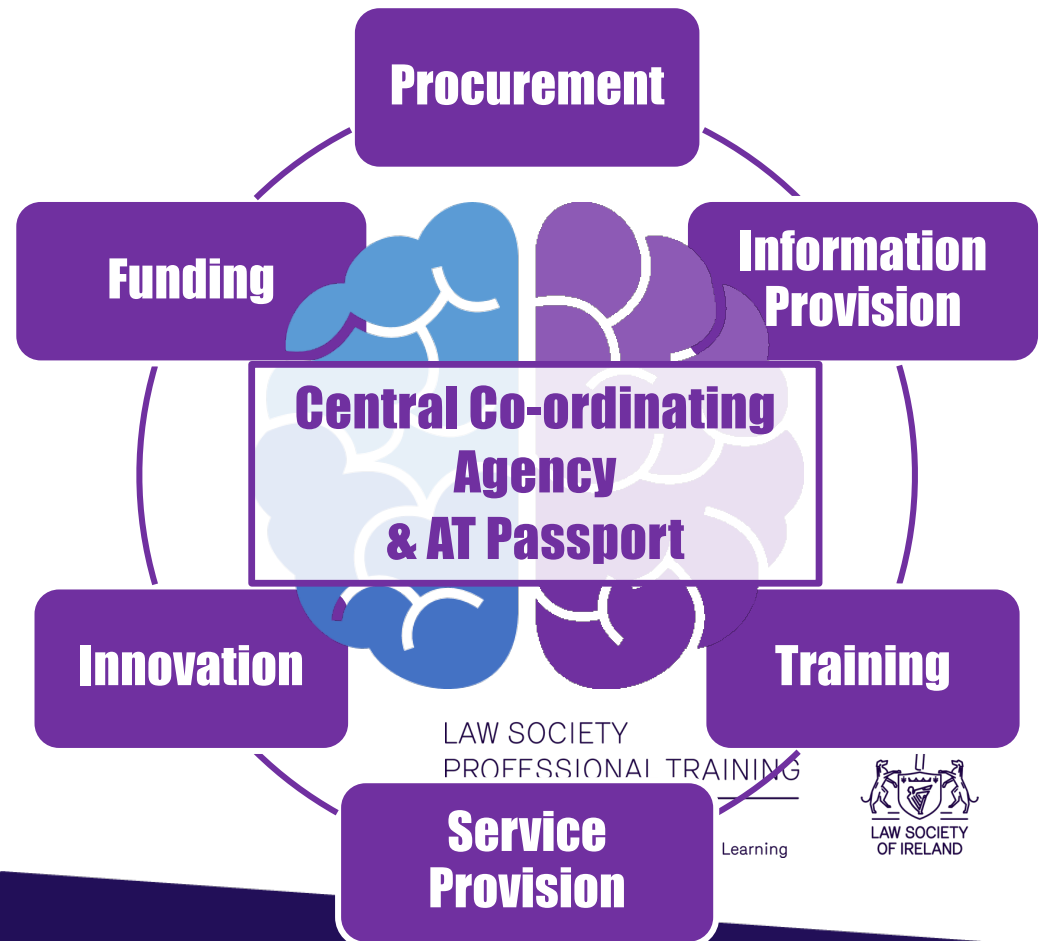 Procurement
Funding
Information
Provision
Central Co-ordinating
Agency
& AT Passport
Innovation
Training
LAW SOCIETY
PROFESSIONAL TRAINING
Learning
LAW SOCIETY
OF IRELAND
Service
Provision